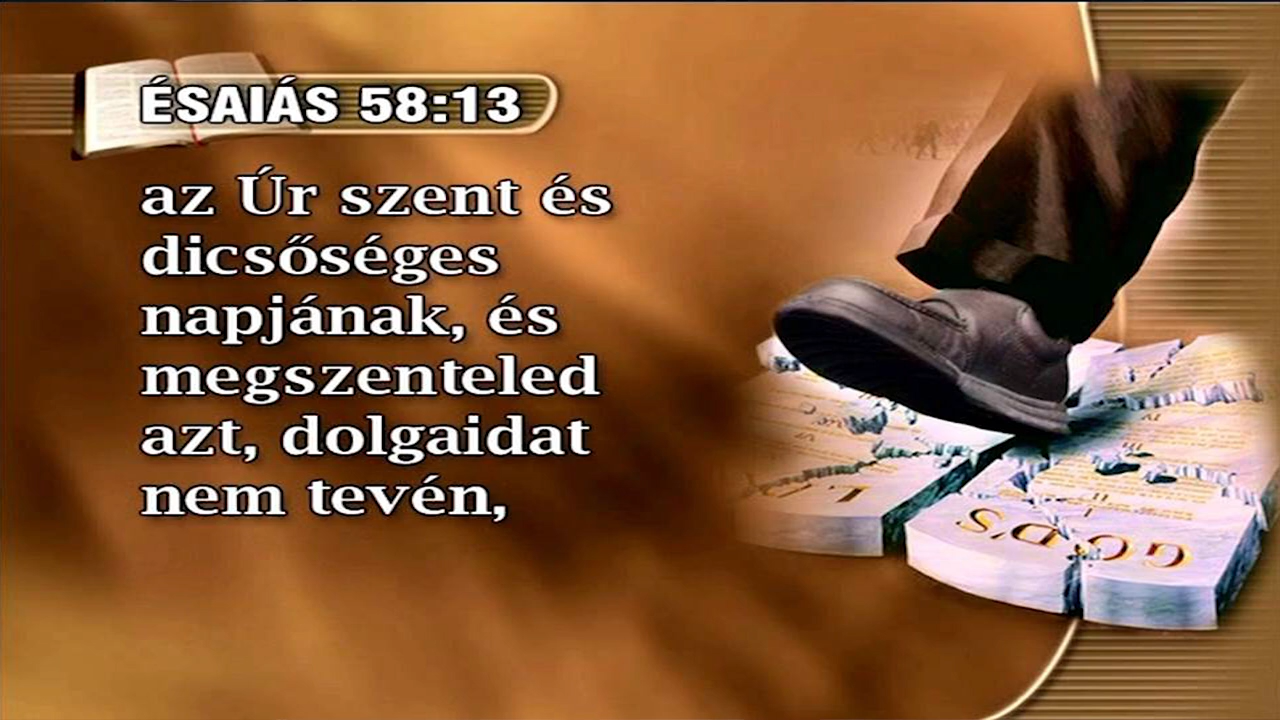 ÉSAIÁS 58:13
az Úr szent és
dicsőséges
napjának, és
megszenteled
azt, dolgaidat
nem tevén,
GOD'S